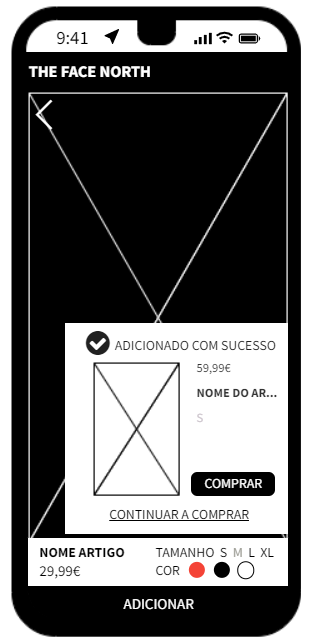 9:41
THE FACE NORTH
ADICIONADO COM SUCESSO
59,99€
NOME DO AR...
S
COMPRAR
CONTINUAR A COMPRAR
NOME ARTIGO
TAMANHO S M L XL
29,99€
COR
ADICIONAR